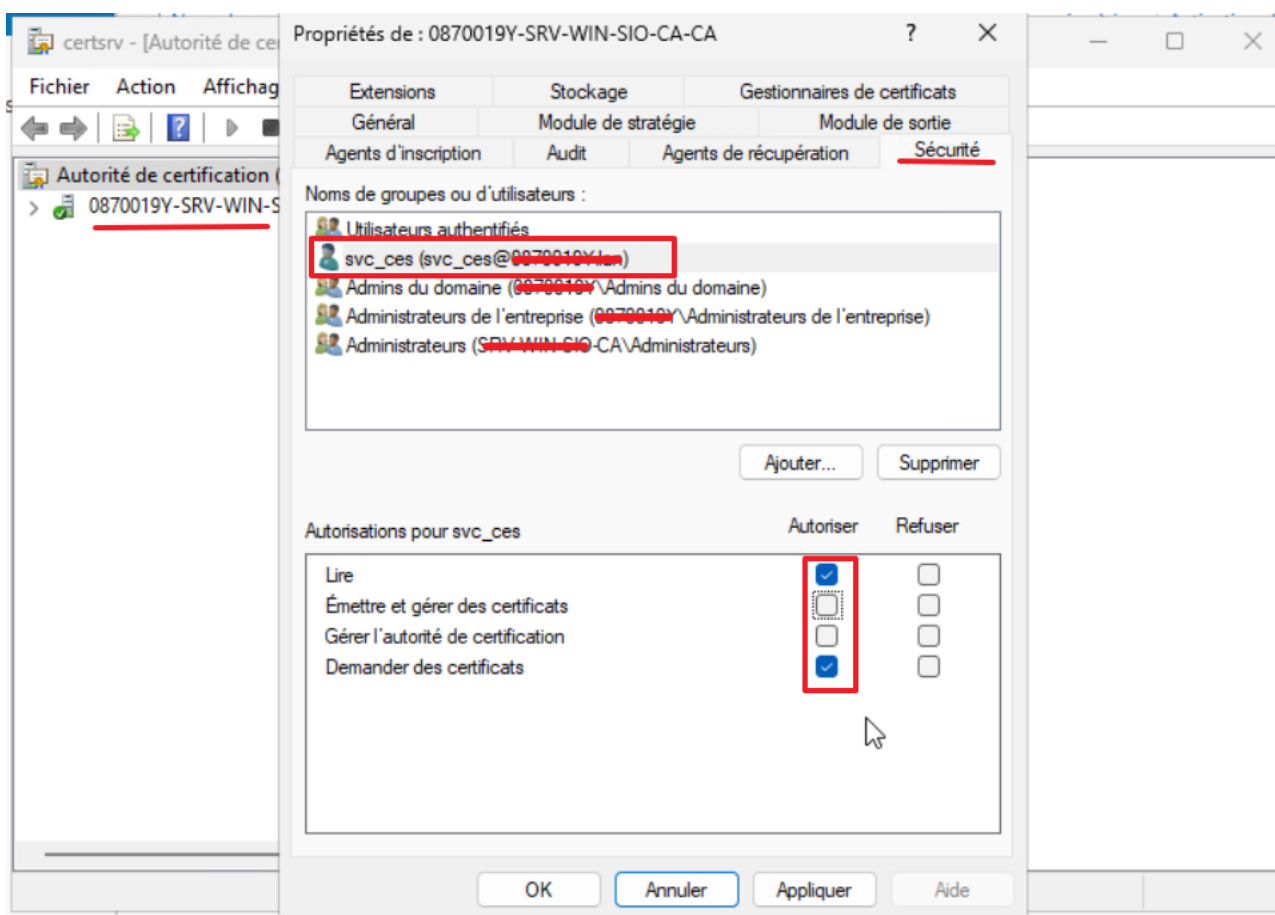 certsrv - [Autorité de cer
Propriétés de : 0870019Y-SRV-WIN-SIO-CA-CA
Fichier Action Affichag
Extensions Stockage Gestionnaires de certificats
Général Module de stratégie Module de sortie
Agents d'inscription Audit Agents de récupération Sécurité
Autorité de certification (
0870019Y-SRV-WIN-S
Noms de groupes ou d'utilisateurs :
Utilisateurs authentifiés
svc_ces (svc_ces@
Admins du domaine ( \Admins du domaine)
Administrateurs de l'entreprise ( \Administrateurs de l'entreprise)
Administrateurs ( -CA\Administrateurs)
Ajouter... Supprimer
Autorisations pour svc_ces Autoriser Refuser
Lire
Émettre et gérer des certificats
Gérer l'autorité de certification
Demander des certificats
OK Annuler Appliquer Aide